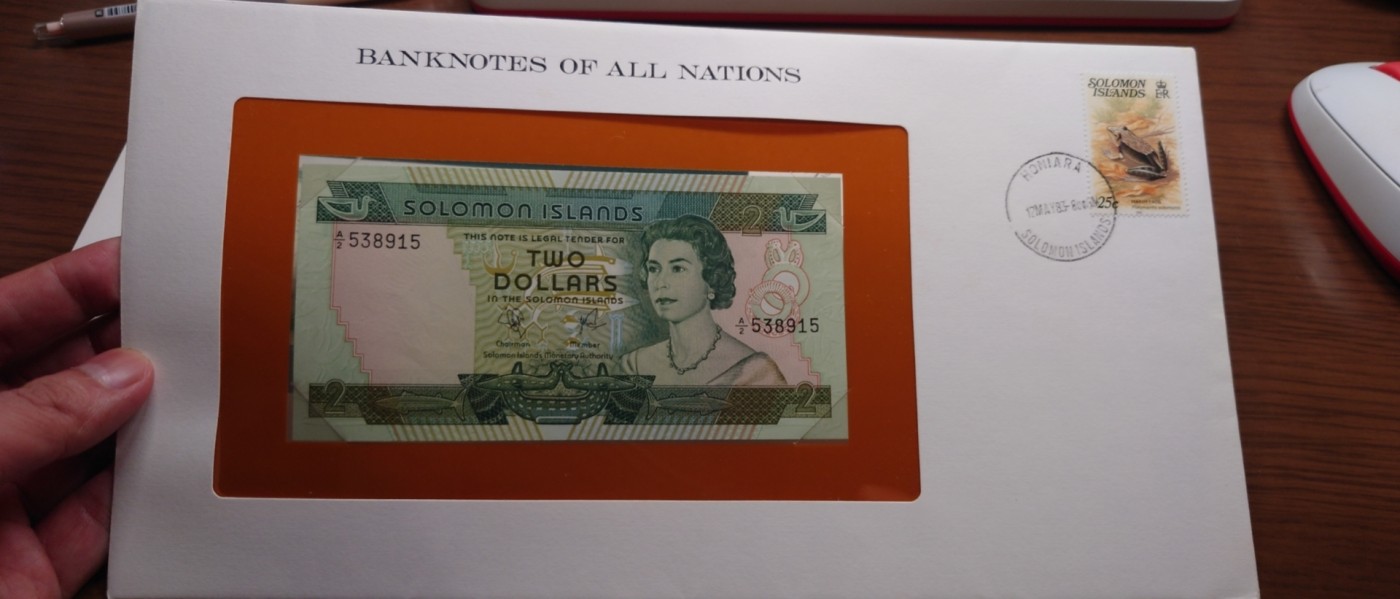 BANKNOTES OF ALL NATIONS
SOLOMON ISLANDS
E R
25c
HONIARA
SOLOMON ISLANDS
SOLOMON ISLANDS
2
A/2 538915
THIS NOTE IS LEGAL TENDER FOR
TWO
DOLLARS
IN THE SOLOMON ISLANDS
Chairman Member
Solomon Islands Monetary Authority
A/2 538915
2
2